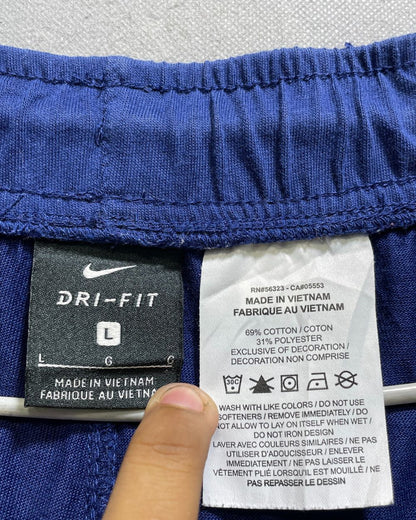 DRI-FIT
L
L G G
MADE IN VIETNAM
FABRIQUE AU
RN#56323 - CA#05553
MADE IN VIETNAM
FABRIQUE AU VIETNAM
69% COTTON / COTON
31% POLYESTER
EXCLUSIVE OF DECORATION /
DECORATION NON COMPRISE
30C
WASH WITH LIKE COLORS / DO NOT USE
SOFTENERS / REMOVE IMMEDIATELY / DO
NOT ALLOW TO LAY ON ITSELF WHEN WET /
DO NOT IRON DESIGN
LAVER AVEC COULEURS SIMILAIRES / NE PAS
UTILISER D'ADOUCISSEUR / ENLEVER
IMMEDIATEMENT / NE PAS LAISSER LE
VÊTEMENT PLIÉ LORSQU'IL EST MOUILLÉ / NE
PAS REPASSER LE DESSIN